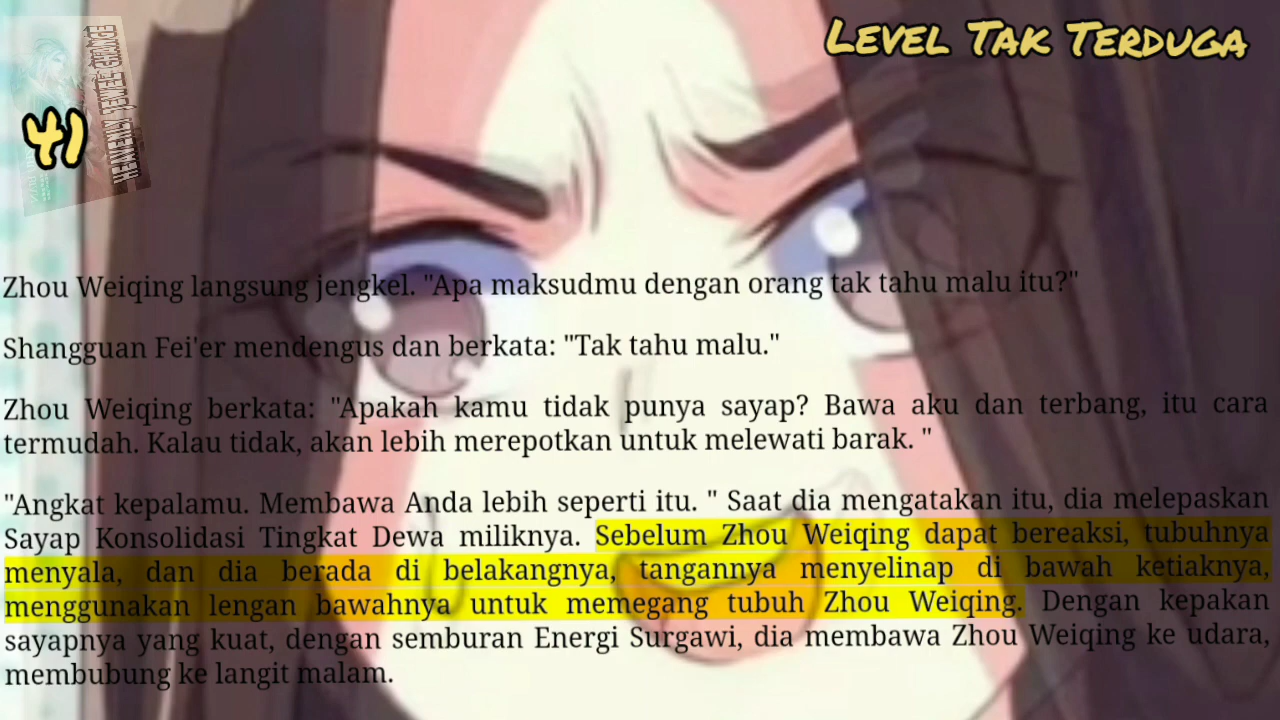 LEVEL TAK TERDUGA
HEAVENLY JEWEL CHANGE
41
Zhou Weiqing langsung jengkel. "Apa maksudmu dengan orang tak tahu malu itu?"
Shangguan Fei'er mendengus dan berkata: "Tak tahu malu."
Zhou Weiqing berkata: "Apakah kamu tidak punya sayap? Bawa aku dan terbang, itu cara
termudah. Kalau tidak, akan lebih merepotkan untuk melewati barak. "
"Angkat kepalamu. Membawa Anda lebih seperti itu. " Saat dia mengatakan itu, dia melepaskan
Sayap Konsolidasi Tingkat Dewa miliknya. Sebelum Zhou Weiqing dapat bereaksi, tubuhnya
menyala, dan dia berada di belakangnya, tangannya menyelinap di bawah ketiaknya,
menggunakan lengan bawahnya untuk memegang tubuh Zhou Weiqing. Dengan kepakan
sayapnya yang kuat, dengan semburan Energi Surgawi, dia membawa Zhou Weiqing ke udara,
membubung ke langit malam.